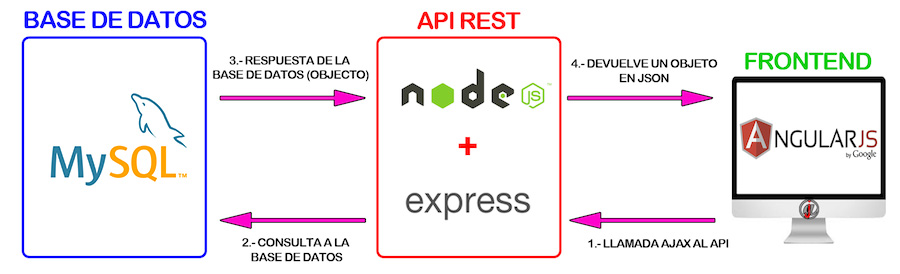 BASE DE DATOS
API REST
FRONTEND
3.- RESPUESTA DE LA
BASE DE DATOS (OBJECTO)
4.- DEVUELVE UN OBJETO
EN JSON
MySQL™
node JS™
+
express
ANGULARJS
by Google
2.- CONSULTA A LA
BASE DE DATOS
1.- LLAMADA AJAX AL API